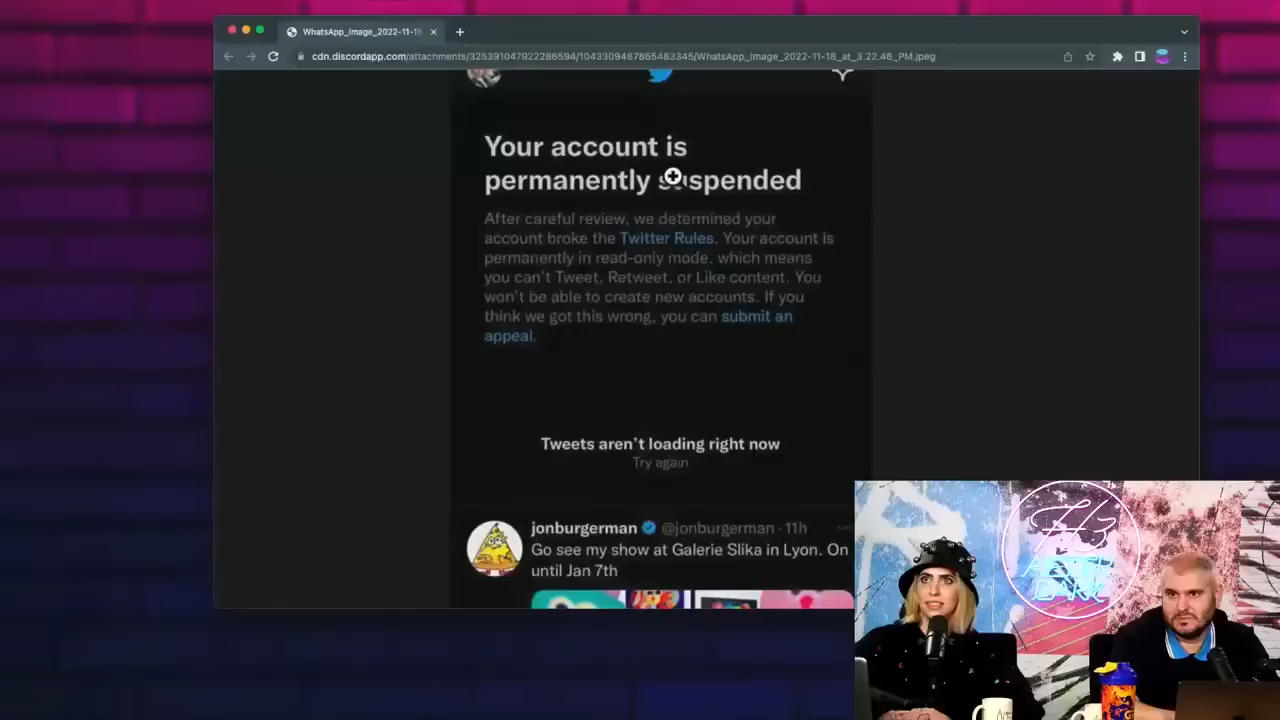 WhatsApp_Image_2022-11-18
cdn.discordapp.com/attachments/325391047922286594/1043309487865483345/WhatsApp_Image_2022-11-18_at_3.22.46_PM.jpeg
Your account is
permanently suspended
After careful review, we determined your
account broke the Twitter Rules. Your account is
permanently in read-only mode, which means
you can't Tweet, Retweet, or Like content. You
won't be able to create new accounts. If you
think we got this wrong, you can submit an
appeal.
Tweets aren't loading right now
Try again
jonburgerman @jonburgerman · 11h
Go see my show at Galerie Slika in Lyon. On
until Jan 7th
H3
AFTER
DARK